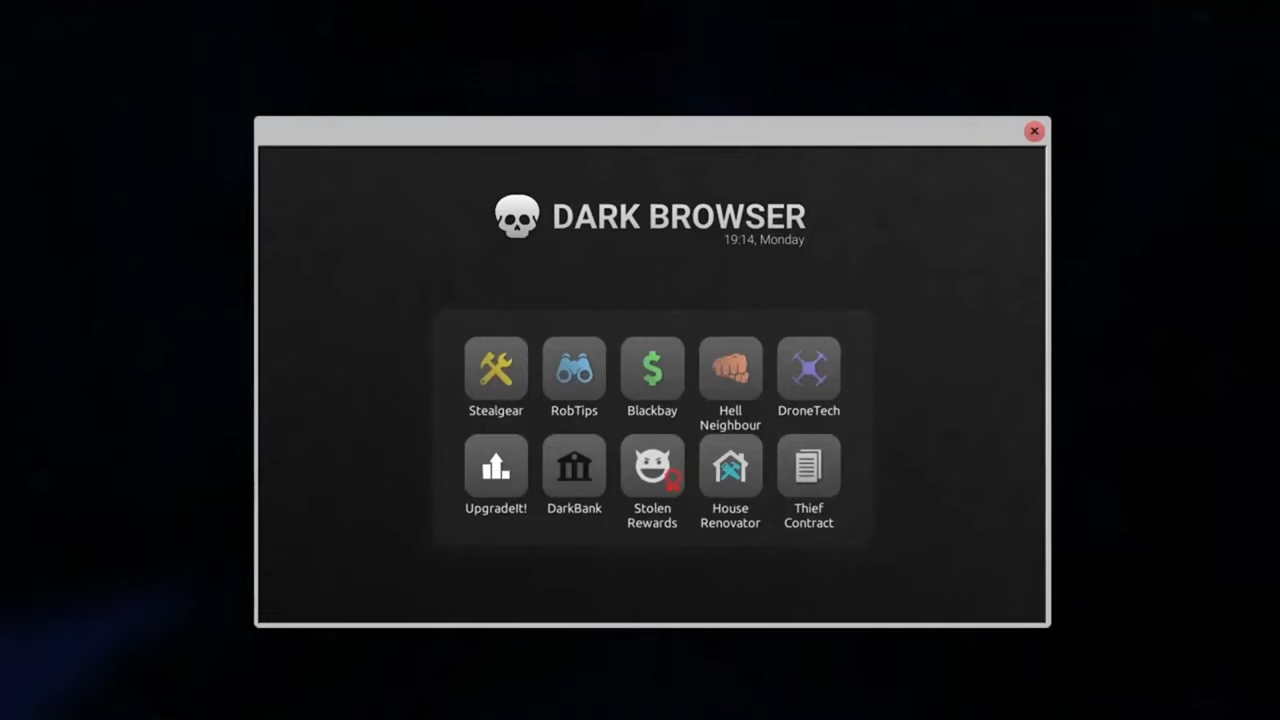 DARK BROWSER
19:14, Monday
Stealgear
RobTips
Blackbay
Hell
Neighbour
DroneTech
UpgradeIt!
DarkBank
Stolen
Rewards
House
Renovator
Thief
Contract